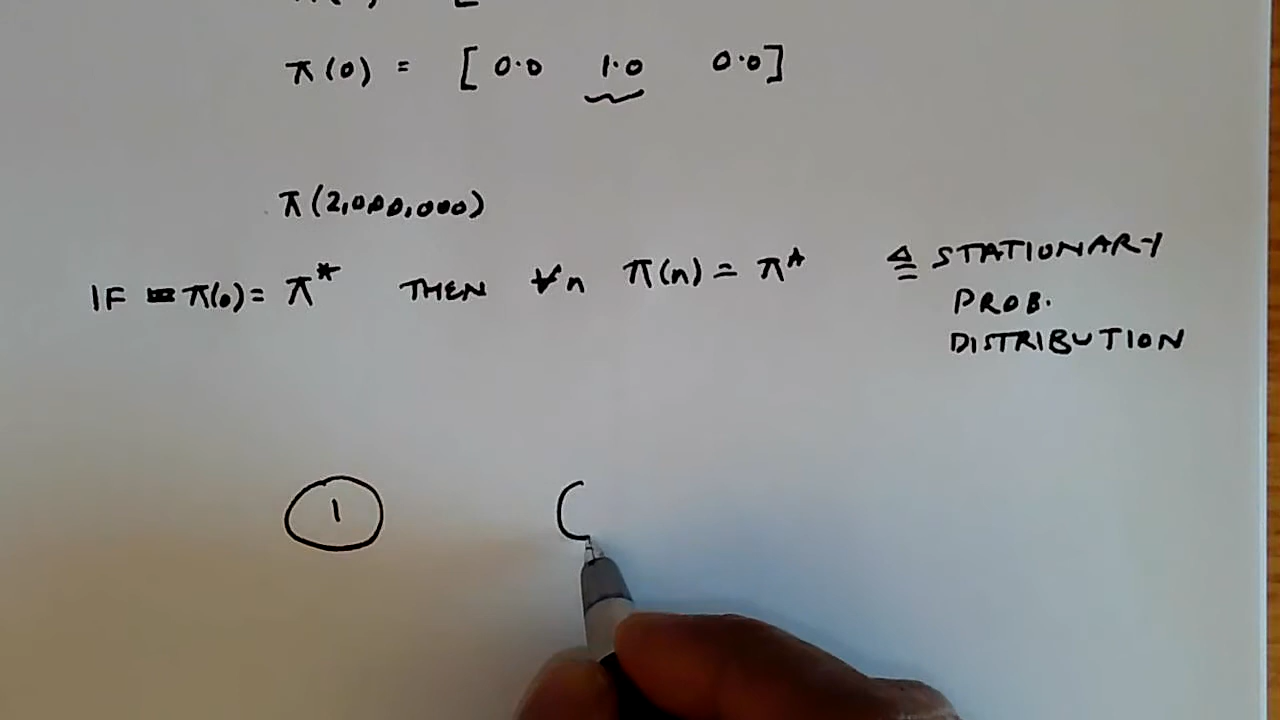 π(0) = [ 0.0 1.0 0.0]
π(2,000,000)
IF π(0) = π* THEN ∀n π(n) = π* ≜ STATIONARY
PROB.
DISTRIBUTION
1